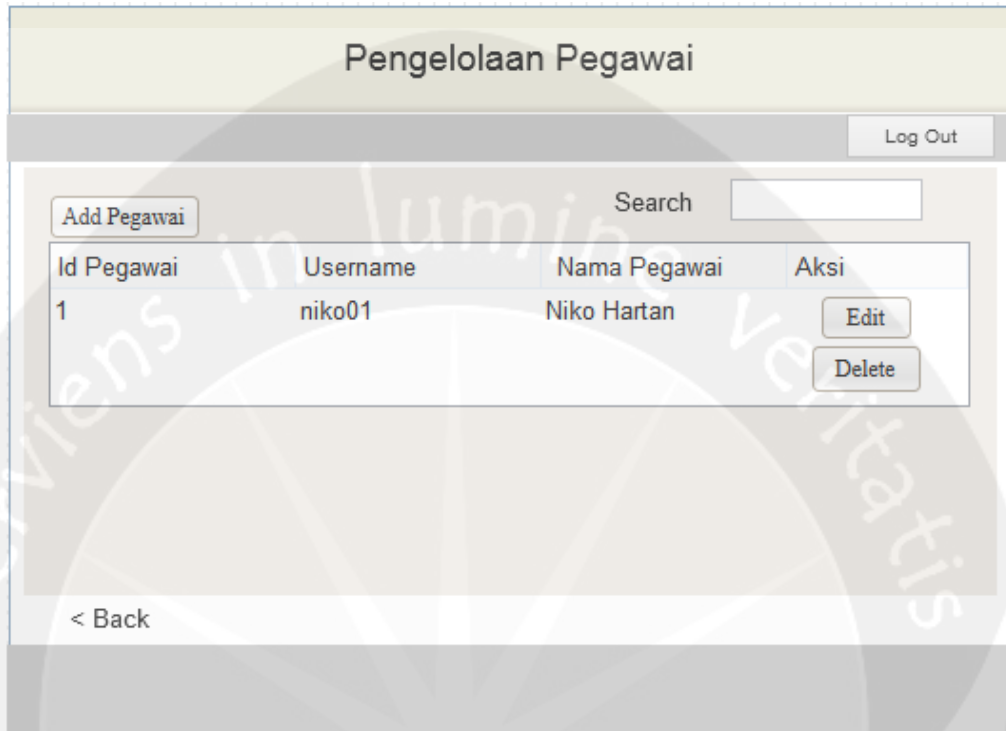 Pengelolaan Pegawai
Log Out
Add Pegawai Search
Id Pegawai Username Nama Pegawai Aksi
1 niko01 Niko Hartan Edit
Delete
< Back
serviens in lumine veritatis